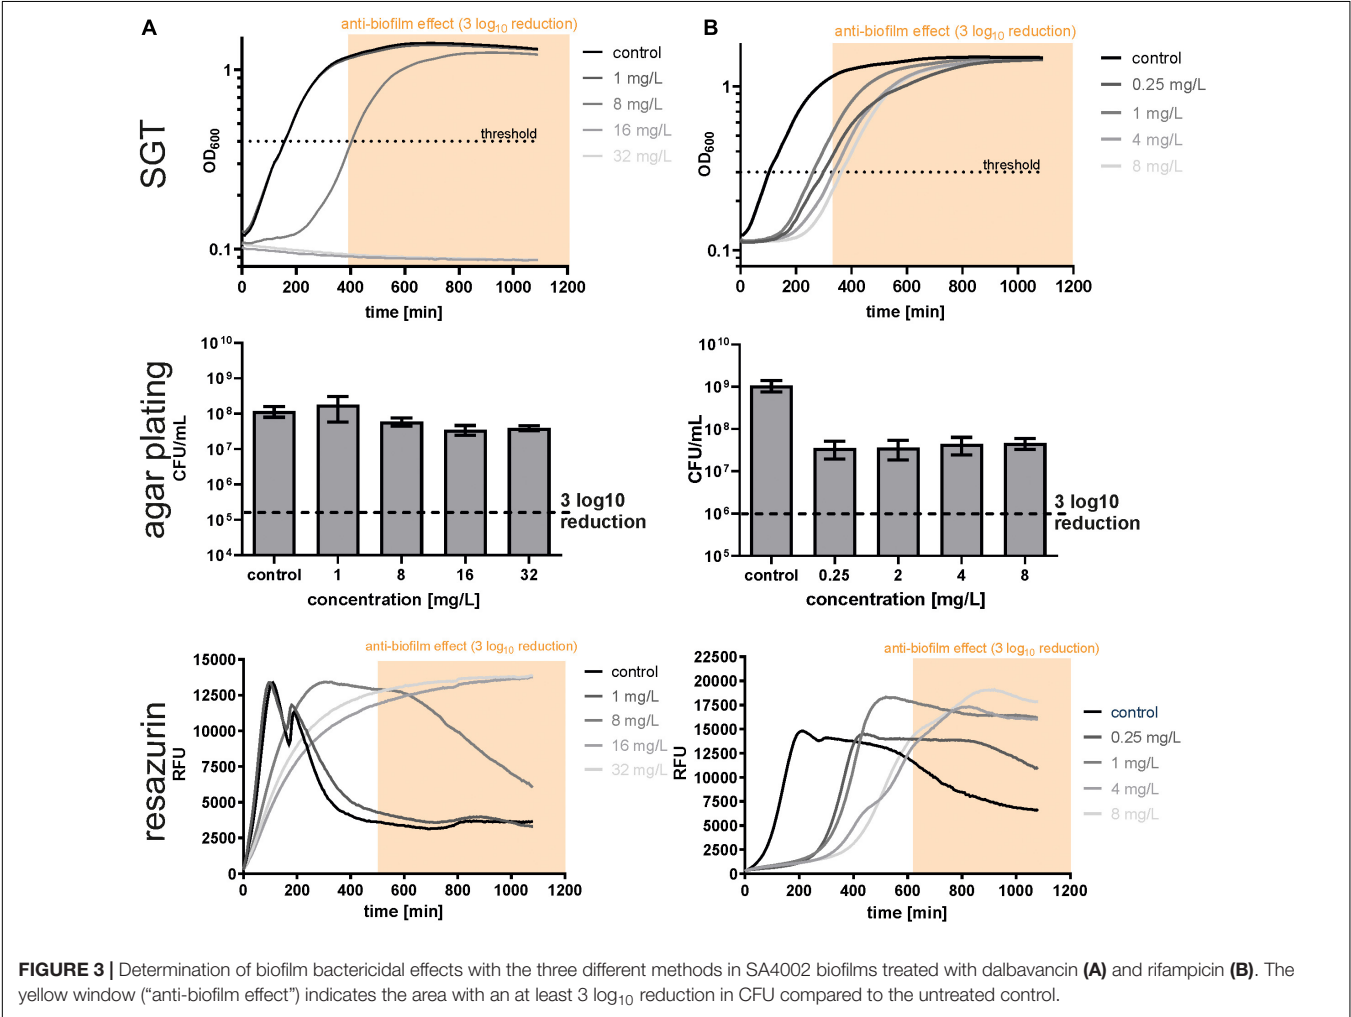 A
anti-biofilm effect (3 log10 reduction)
SGT
OD600
1
0.1
threshold
0 200 400 600 800 1000 1200
time [min]
control
1 mg/L
8 mg/L
16 mg/L
32 mg/L
B
anti-biofilm effect (3 log10 reduction)
OD600
1
0.1
threshold
0 200 400 600 800 1000 1200
time [min]
control
0.25 mg/L
1 mg/L
4 mg/L
8 mg/L
agar plating
CFU/mL
10^10
10^9
10^8
10^7
10^6
10^5
10^4
3 log10
reduction
control 1 8 16 32
concentration [mg/L]
CFU/mL
10^10
10^9
10^8
10^7
10^6
10^5
3 log10
reduction
control 0.25 2 4 8
concentration [mg/L]
resazurin
anti-biofilm effect (3 log10 reduction)
RFU
15000
12500
10000
7500
5000
2500
0
0 200 400 600 800 1000 1200
time [min]
control
1 mg/L
8 mg/L
16 mg/L
32 mg/L
anti-biofilm effect (3 log10 reduction)
RFU
22500
20000
17500
15000
12500
10000
7500
5000
2500
0
0 200 400 600 800 1000 1200
time [min]
control
0.25 mg/L
1 mg/L
4 mg/L
8 mg/L
FIGURE 3 | Determination of biofilm bactericidal effects with the three different methods in SA4002 biofilms treated with dalbavancin (A) and rifampicin (B). The
yellow window (“anti-biofilm effect”) indicates the area with an at least 3 log10 reduction in CFU compared to the untreated control.